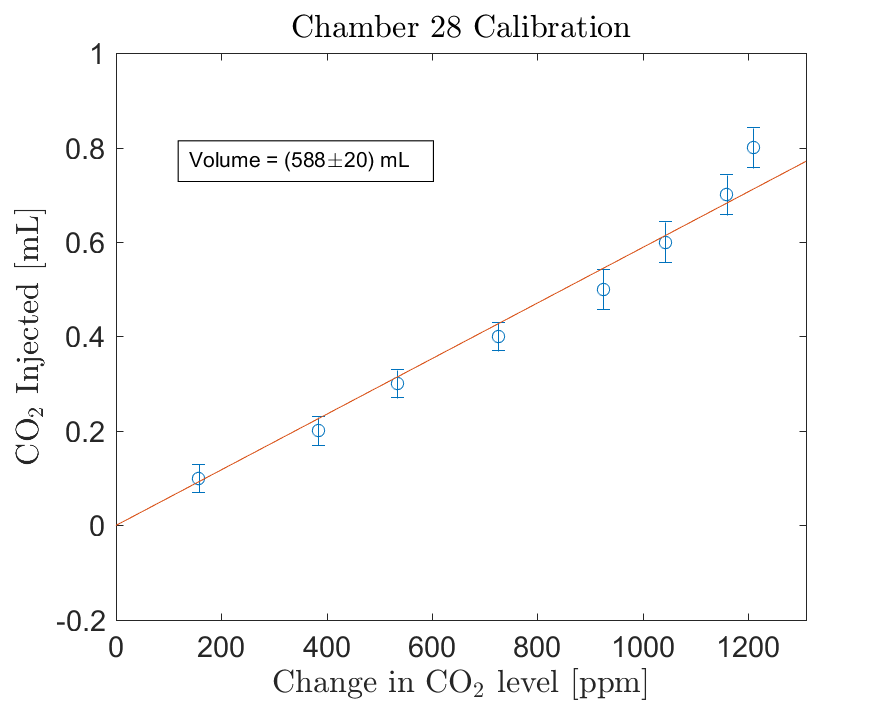 Chamber 28 Calibration
1
0.8
0.6
0.4
0.2
0
-0.2
CO₂ Injected [mL]
Volume = (588±20) mL
0 200 400 600 800 1000 1200
Change in CO₂ level [ppm]